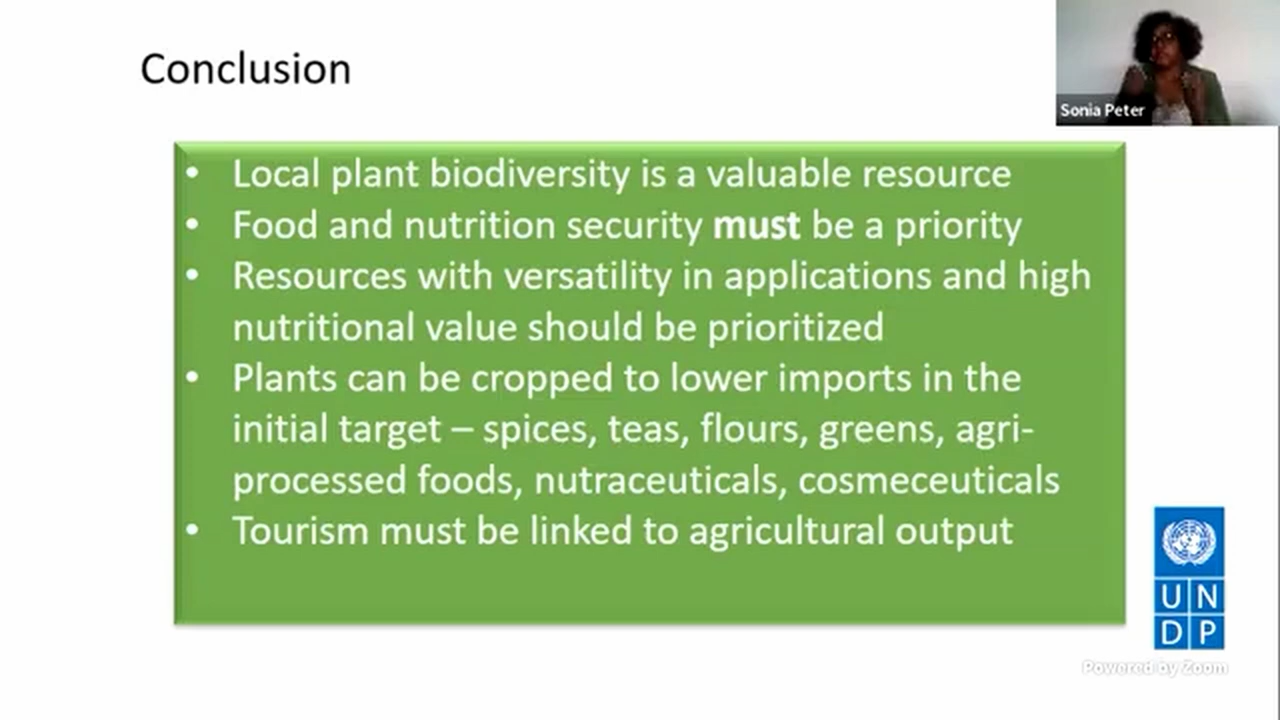 Conclusion
Sonia Peter
• Local plant biodiversity is a valuable resource
• Food and nutrition security must be a priority
• Resources with versatility in applications and high
nutritional value should be prioritized
• Plants can be cropped to lower imports in the
initial target – spices, teas, flours, greens, agri-
processed foods, nutraceuticals, cosmeceuticals
• Tourism must be linked to agricultural output
U N
D P
Powered by Zoom